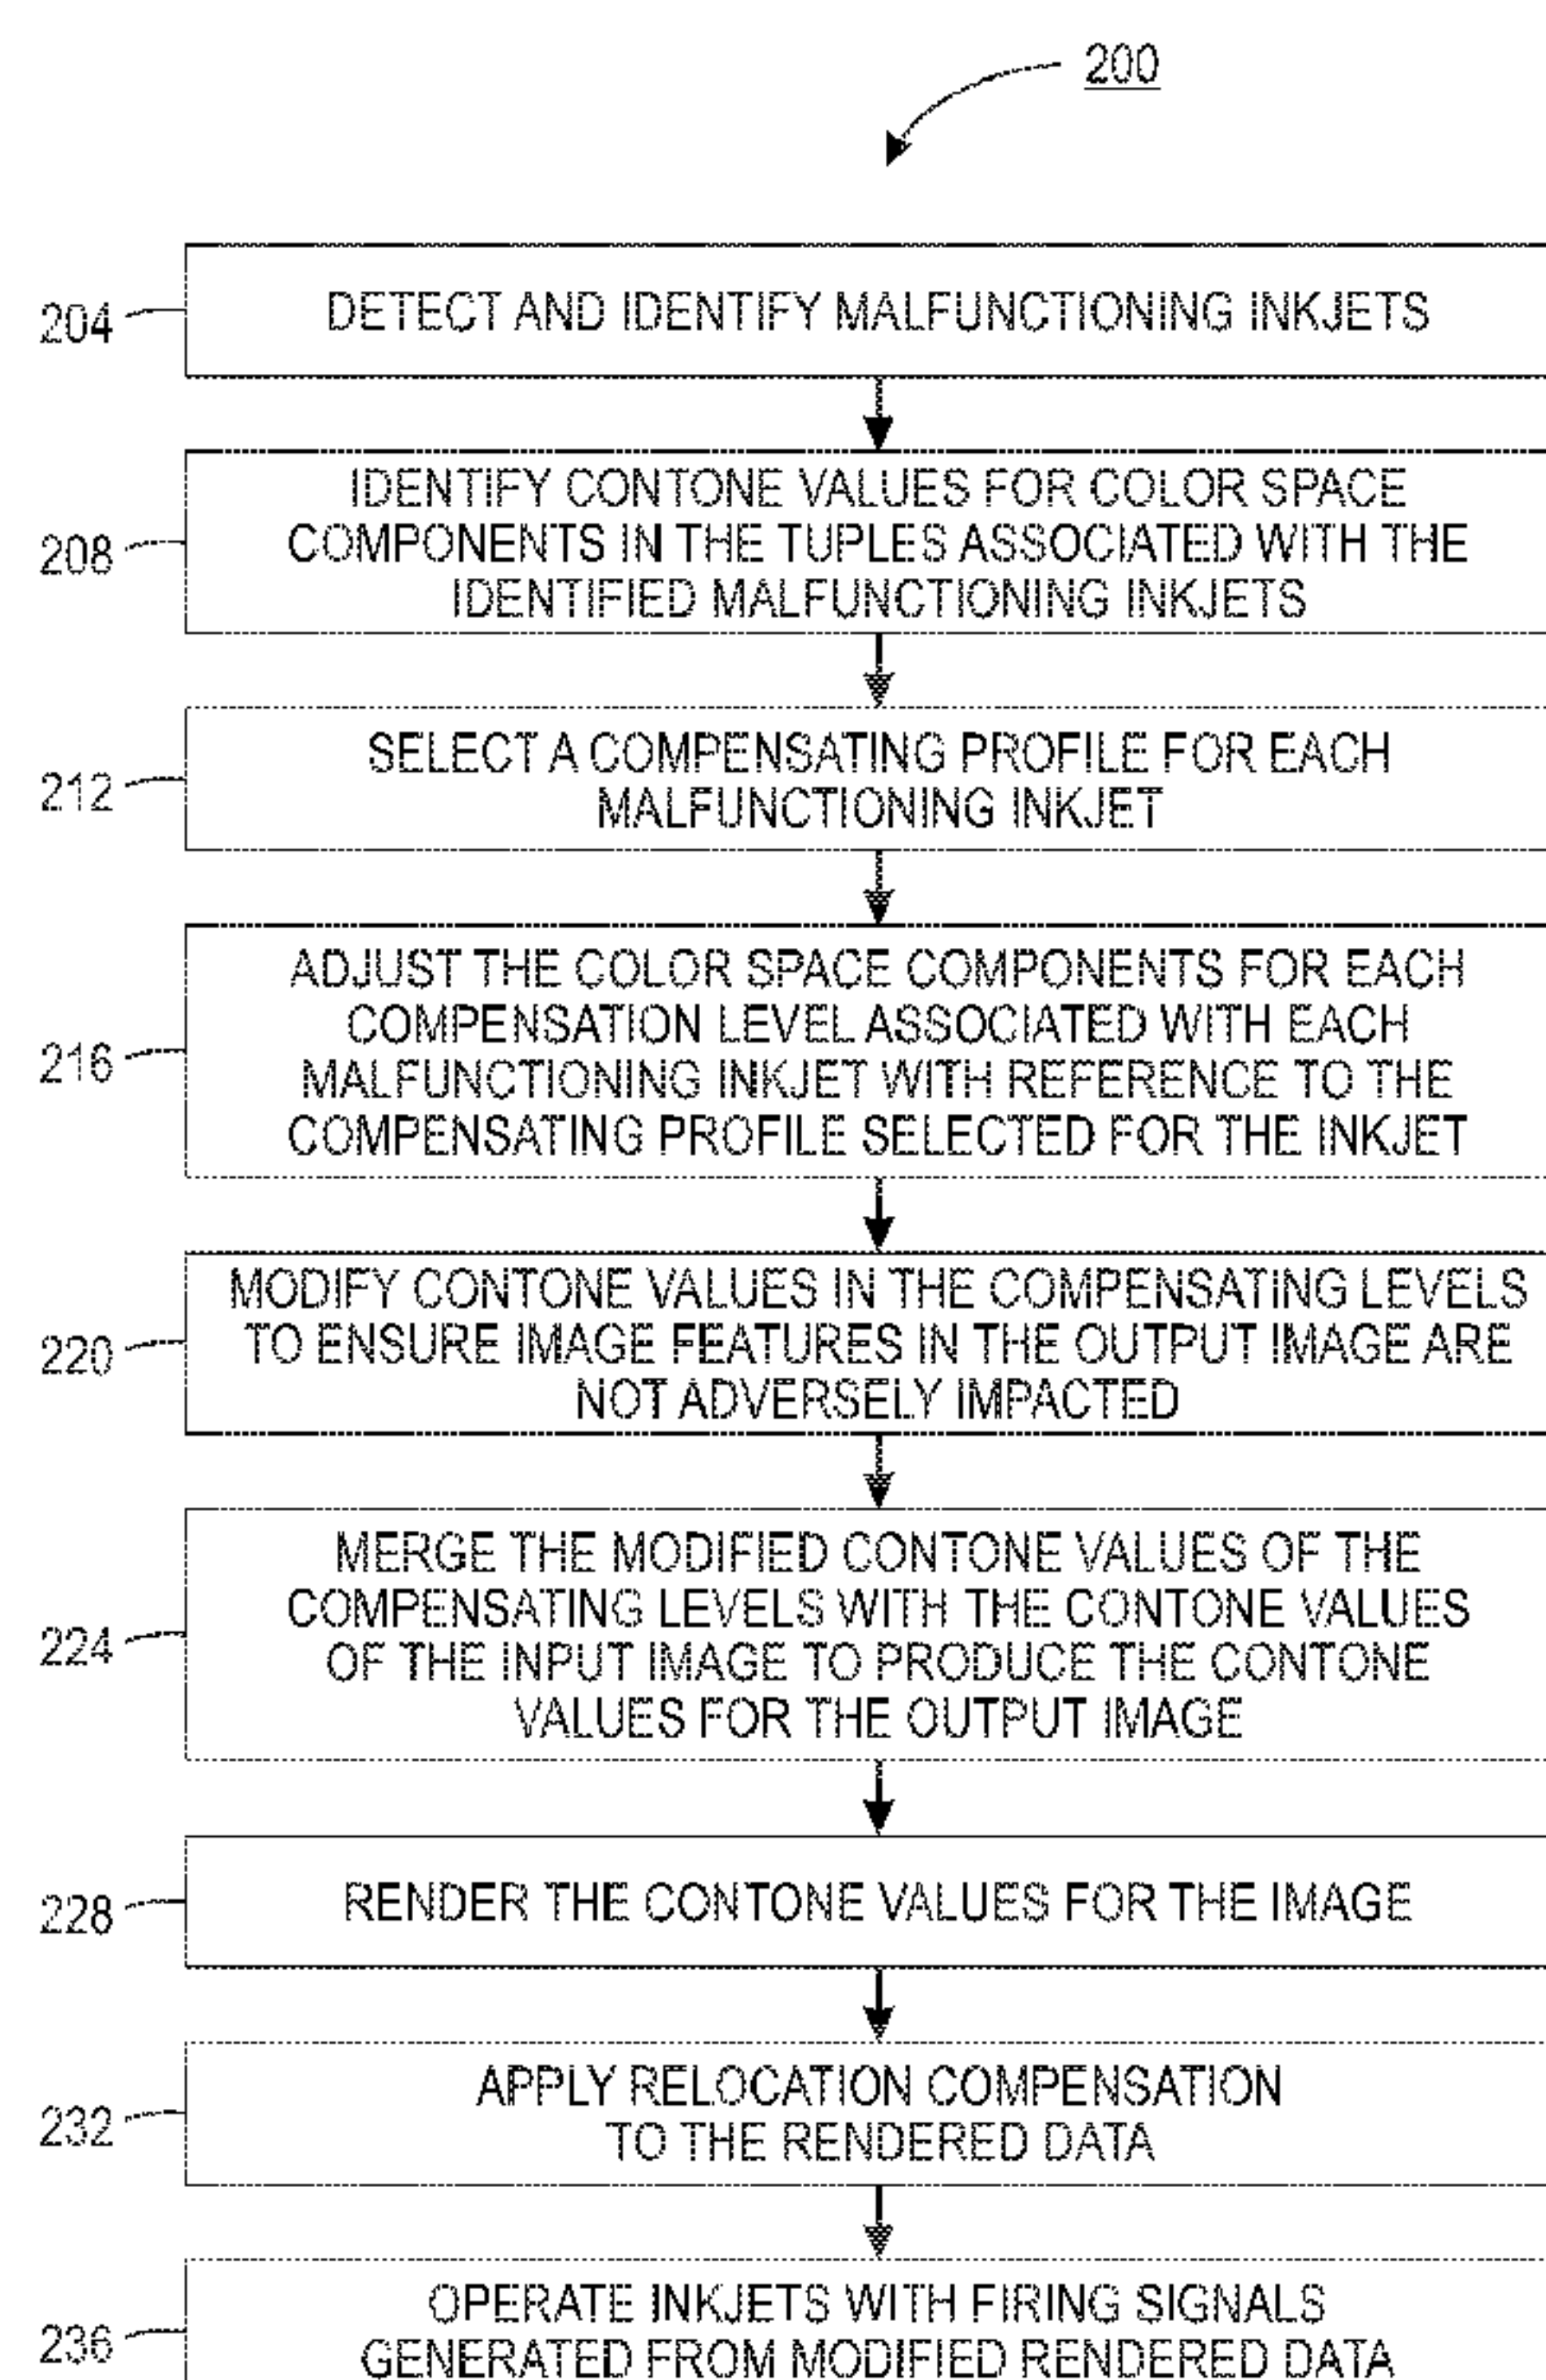 200
204
DETECT AND IDENTIFY MALFUNCTIONING INKJETS
208
IDENTIFY CONTONE VALUES FOR COLOR SPACE
COMPONENTS IN THE TUPLES ASSOCIATED WITH THE
IDENTIFIED MALFUNCTIONING INKJETS
212
SELECT A COMPENSATING PROFILE FOR EACH
MALFUNCTIONING INKJET
216
ADJUST THE COLOR SPACE COMPONENTS FOR EACH
COMPENSATION LEVEL ASSOCIATED WITH EACH
MALFUNCTIONING INKJET WITH REFERENCE TO THE
COMPENSATING PROFILE SELECTED FOR THE INKJET
220
MODIFY CONTONE VALUES IN THE COMPENSATING LEVELS
TO ENSURE IMAGE FEATURES IN THE OUTPUT IMAGE ARE
NOT ADVERSELY IMPACTED
224
MERGE THE MODIFIED CONTONE VALUES OF THE
COMPENSATING LEVELS WITH THE CONTONE VALUES
OF THE INPUT IMAGE TO PRODUCE THE CONTONE
VALUES FOR THE OUTPUT IMAGE
228
RENDER THE CONTONE VALUES FOR THE IMAGE
232
APPLY RELOCATION COMPENSATION
TO THE RENDERED DATA
236
OPERATE INKJETS WITH FIRING SIGNALS
GENERATED FROM MODIFIED RENDERED DATA